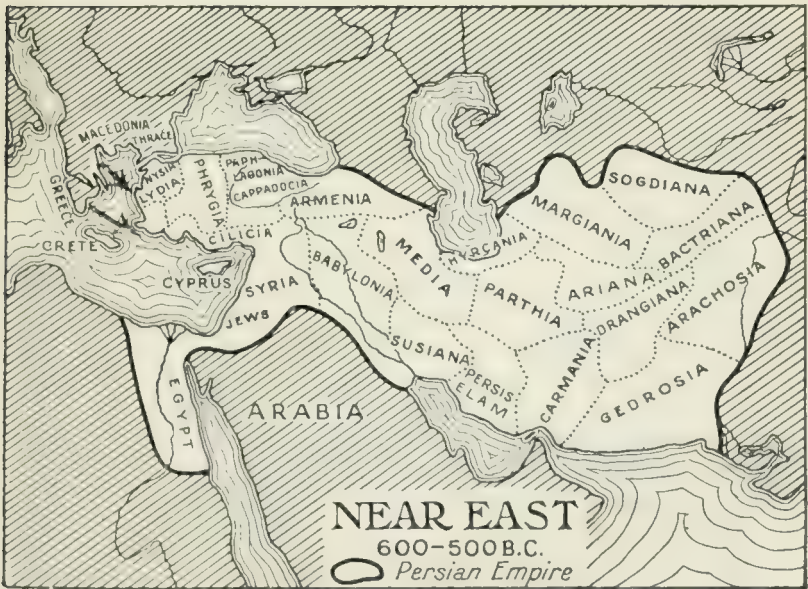 MACEDONIA
THRACE
MYSIA
LYDIA
PHRYGIA
PAPH-
LAGONIA
CAPPADOCIA
ARMENIA
GREECE
CRETE
CILICIA
CYPRUS
SYRIA
JEWS
EGYPT
ARABIA
BABYLONIA
MEDIA
HYRCANIA
SUSIANA
PERSIS
ELAM
PARTHIA
MARGIANA
SOGDIANA
BACTRIANA
ARIANA
DRANGIANA
ARACHOSIA
CARMANIA
GEDROSIA
NEAR EAST
600-500 B.C.
Persian Empire